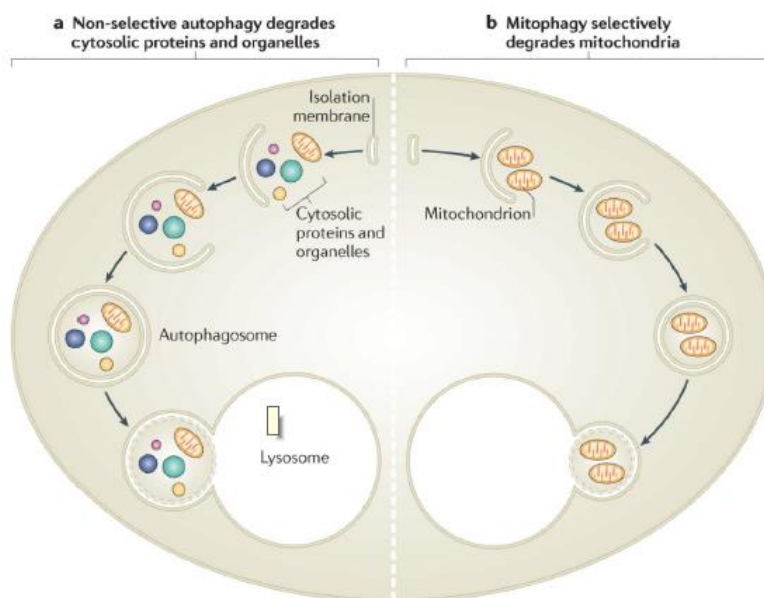 a Non-selective autophagy degrades
cytosolic proteins and organelles
b Mitophagy selectively
degrades mitochondria
Isolation
membrane
Cytosolic
proteins and
organelles
Mitochondrion
Autophagosome
Lysosome